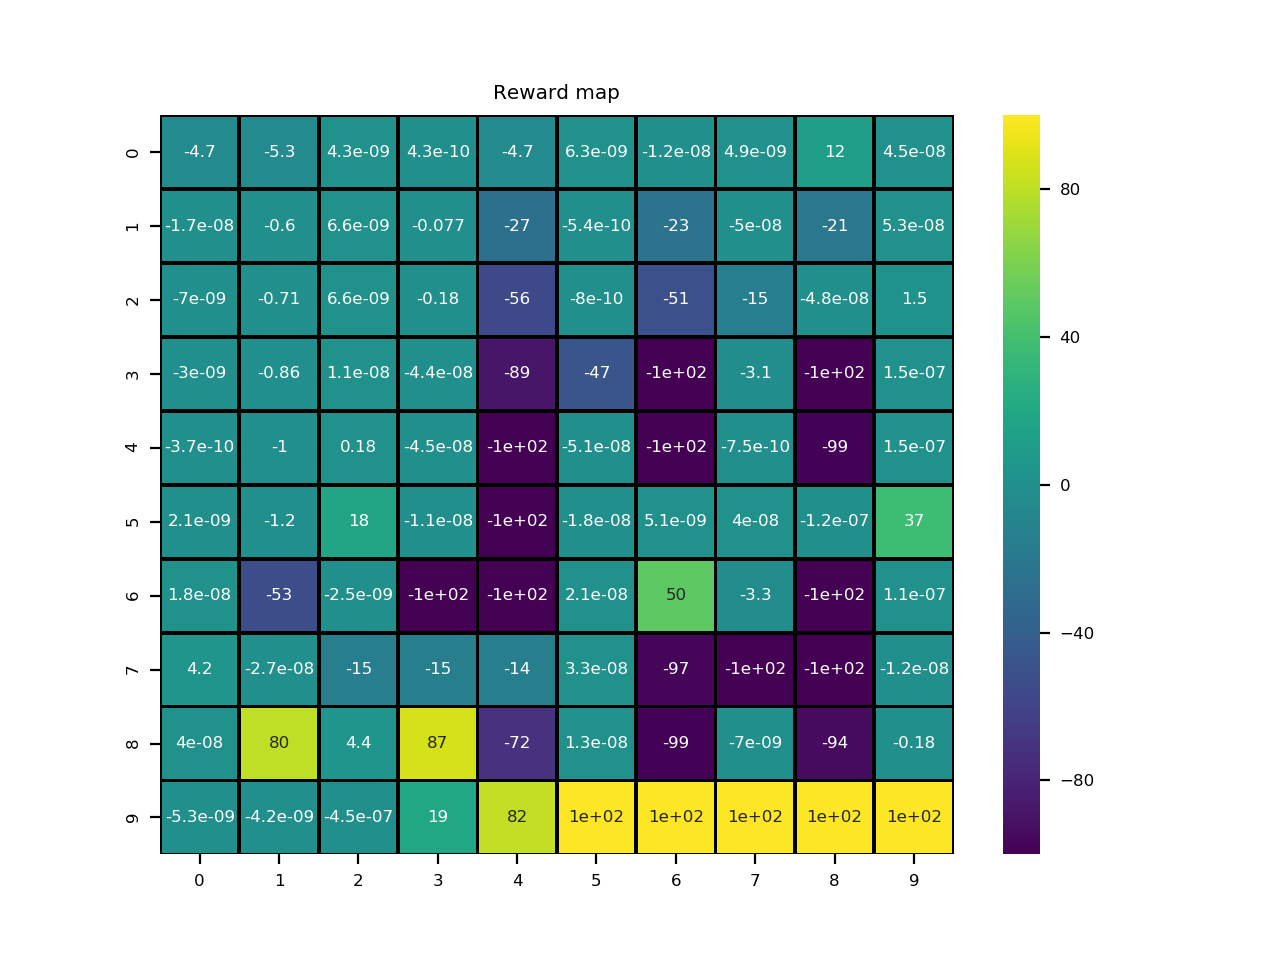 Reward map
0 -4.7 -5.3 4.3e-09 4.3e-10 -4.7 6.3e-09 -1.2e-08 4.9e-09 12 4.5e-08
1 -1.7e-08 -0.6 6.6e-09 -0.077 -27 -5.4e-10 -23 -5e-08 -21 5.3e-08
2 -7e-09 -0.71 6.6e-09 -0.18 -56 -8e-10 -51 -15 -4.8e-08 1.5
3 -3e-09 -0.86 1.1e-08 -4.4e-08 -89 -47 -1e+02 -3.1 -1e+02 1.5e-07
4 -3.7e-10 -1 0.18 -4.5e-08 -1e+02 -5.1e-08 -1e+02 -7.5e-10 -99 1.5e-07
5 2.1e-09 -1.2 18 -1.1e-08 -1e+02 -1.8e-08 5.1e-09 4e-08 -1.2e-07 37
6 1.8e-08 -53 -2.5e-09 -1e+02 -1e+02 2.1e-08 50 -3.3 -1e+02 1.1e-07
7 4.2 -2.7e-08 -15 -15 -14 3.3e-08 -97 -1e+02 -1e+02 -1.2e-08
8 4e-08 80 4.4 87 -72 1.3e-08 -99 -7e-09 -94 -0.18
9 -5.3e-09 -4.2e-09 -4.5e-07 19 82 1e+02 1e+02 1e+02 1e+02 1e+02
0 1 2 3 4 5 6 7 8 9
80
40
0
−40
−80